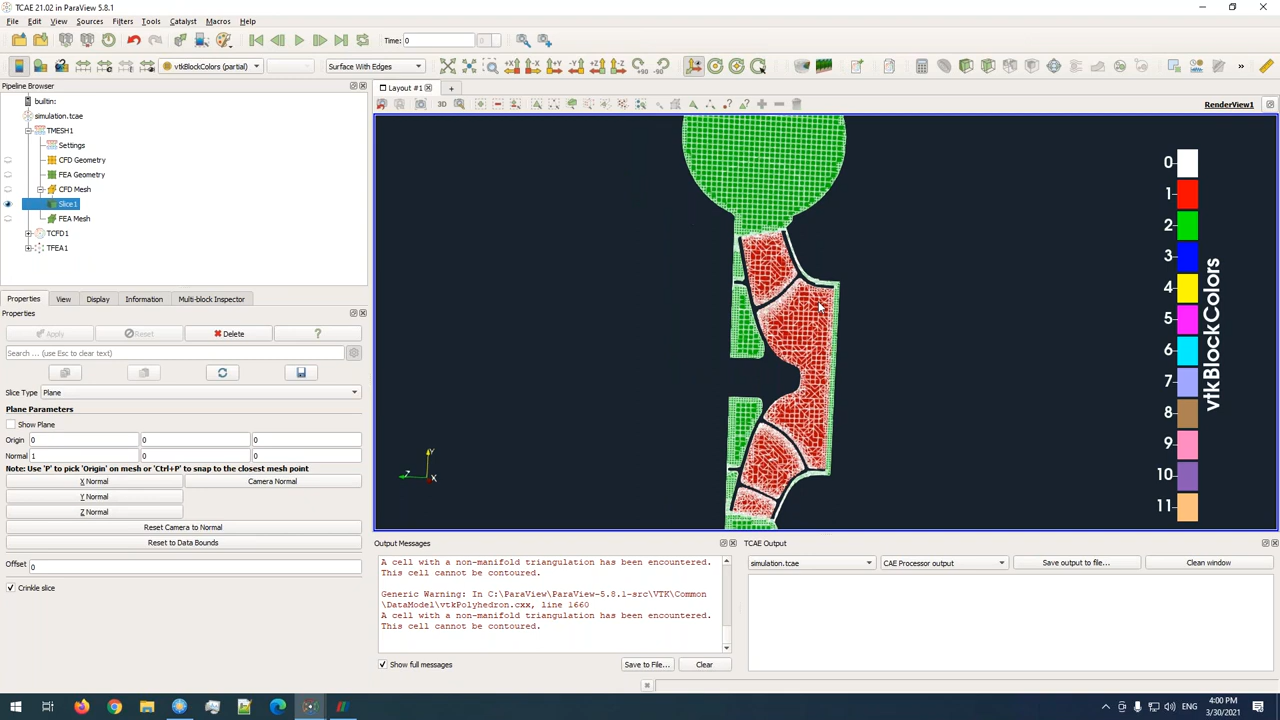 TCAE 21.02 in ParaView 5.8.1
File Edit View Sources Filters Tools Catalyst Macros Help
Time: 0 0
vtkBlockColors (partial) Surface With Edges
Pipeline Browser
builtin:
simulation.tcae
TMESH1
Settings
CFD Geometry
FEA Geometry
CFD Mesh
Slice1
FEA Mesh
TCFD1
TFEA1
Properties View Display Information Multi-block Inspector
Properties
Apply Reset Delete ?
Search ... (use Esc to clear text)
Slice Type Plane
Plane Parameters
Show Plane
Origin 0 0 0
Normal 1 0 0
Note: Use 'P' to pick 'Origin' on mesh or 'Ctrl+P' to snap to the closest mesh point
X Normal Camera Normal
Y Normal
Z Normal
Reset Camera to Normal
Reset to Data Bounds
Offset 0
Crinkle slice
Layout #1 +
3D
RenderView1
0
1
2
3
4
5
6
7
8
9
10
11
vtkBlockColors
Y
Z
X
Output Messages
A cell with a non-manifold triangulation has been encountered.
This cell cannot be contoured.
Generic Warning: In C:\ParaView\ParaView-5.8.1-src\VTK\Common
\DataModel\vtkPolyhedron.cxx, line 1660
A cell with a non-manifold triangulation has been encountered.
This cell cannot be contoured.
Show full messages Save to File... Clear
TCAE Output
simulation.tcae CAE Processor output Save output to file... Clean window
ENG
4:00 PM
3/30/2021